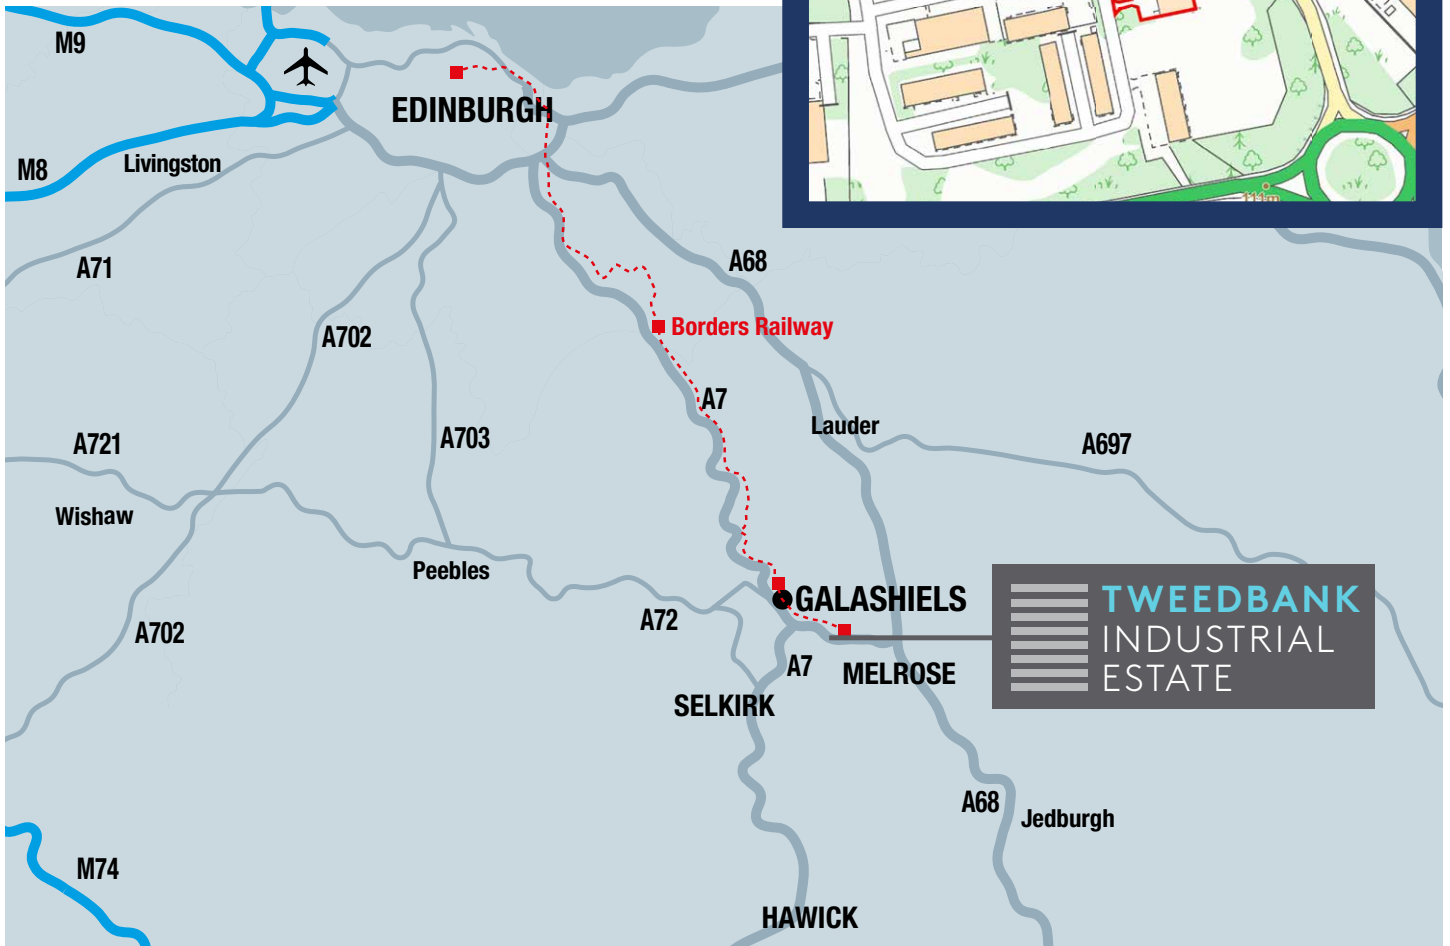 M9
EDINBURGH
M8
Livingston
111m
A71
A68
A702
Borders Railway
A7
Lauder
A721
A703
A697
Wishaw
Peebles
GALASHIELS
TWEEDBANK
INDUSTRIAL
ESTATE
A72
A702
A7
MELROSE
SELKIRK
A68
Jedburgh
M74
HAWICK